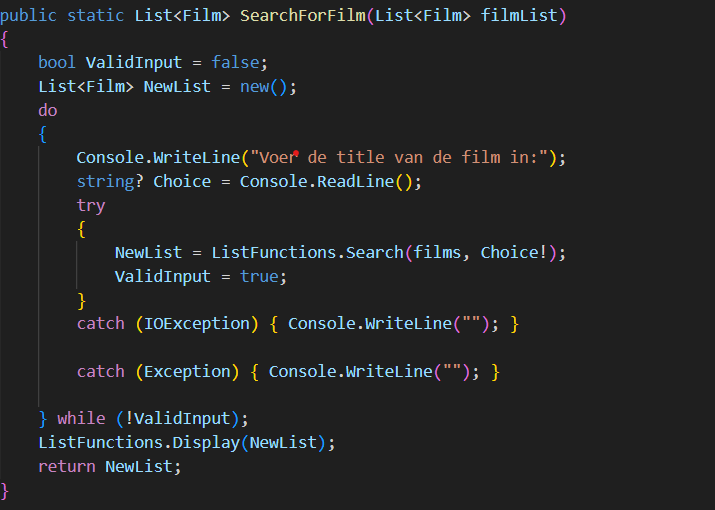 public static List<Film> SearchForFilm(List<Film> filmList)
{
bool ValidInput = false;
List<Film> NewList = new();
do
{
Console.WriteLine("Voer de title van de film in:");
string? Choice = Console.ReadLine();
try
{
NewList = ListFunctions.Search(films, Choice!);
ValidInput = true;
}
catch (IOException) { Console.WriteLine(""); }
catch (Exception) { Console.WriteLine(""); }
} while (!ValidInput);
ListFunctions.Display(NewList);
return NewList;
}